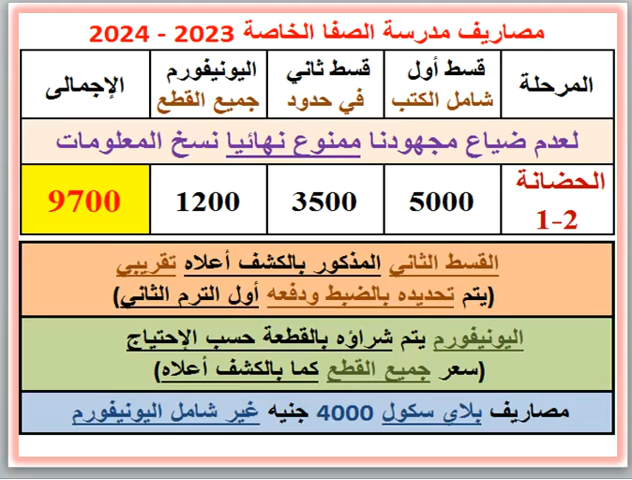 مصاريف مدرسة الصفا الخاصة 2023 - 2024
المرحلة قسط أول شامل الكتب قسط ثاني في حدود اليونيفورم جميع القطع الإجمالى
لعدم ضياع مجهودنا ممنوع نهائيا نسخ المعلومات
الحضانة 1-2 5000 3500 1200 9700
القسط الثاني المذكور بالكشف أعلاه تقريبي
(يتم تحديده بالضبط ودفعه أول الترم الثاني)
اليونيفورم يتم شراؤه بالقطعة حسب الإحتياج
(سعر جميع القطع كما بالكشف أعلاه)
مصاريف بلاي سكول 4000 جنيه غير شامل اليونيفورم